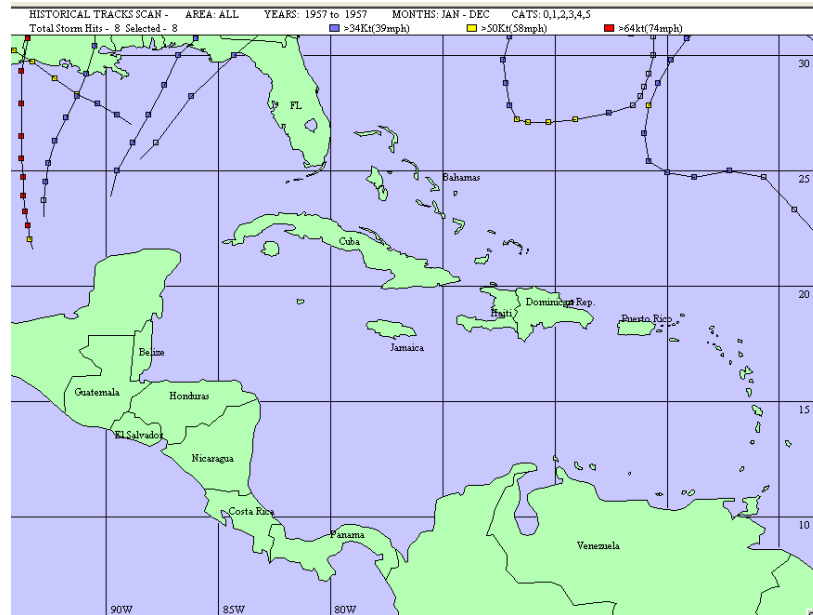 HISTORICAL TRACKS SCAN - AREA: ALL YEARS: 1957 to 1957 MONTHS: JAN - DEC CATS: 0,1,2,3,4,5
Total Storm Hits - 8 Selected - 8 >34Kt(39mph) >50Kt(58mph) >64kt(74mph)
30
FL
25
Bahamas
Cuba
20
Dominican Rep.
Haiti
Puerto Rico
Jamaica
Belize
Guatemala
Honduras
15
El Salvador
Nicaragua
Costa Rica
10
Panama
Venezuela
90W 85W 80W